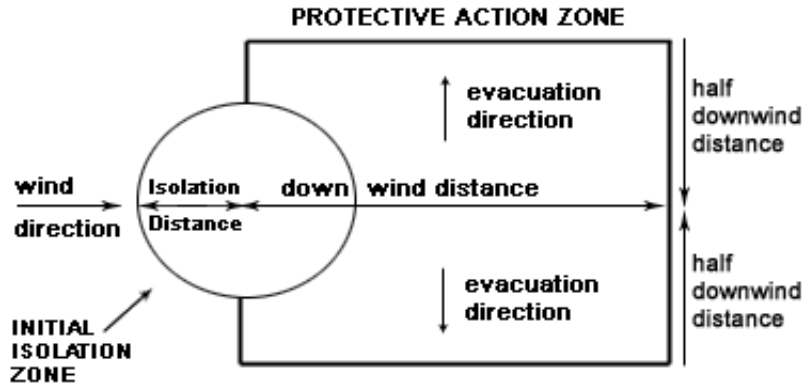 PROTECTIVE ACTION ZONE
evacuation
direction
half
downwind
distance
wind
direction
Isolation
Distance
down wind distance
evacuation
direction
half
downwind
distance
INITIAL
ISOLATION
ZONE